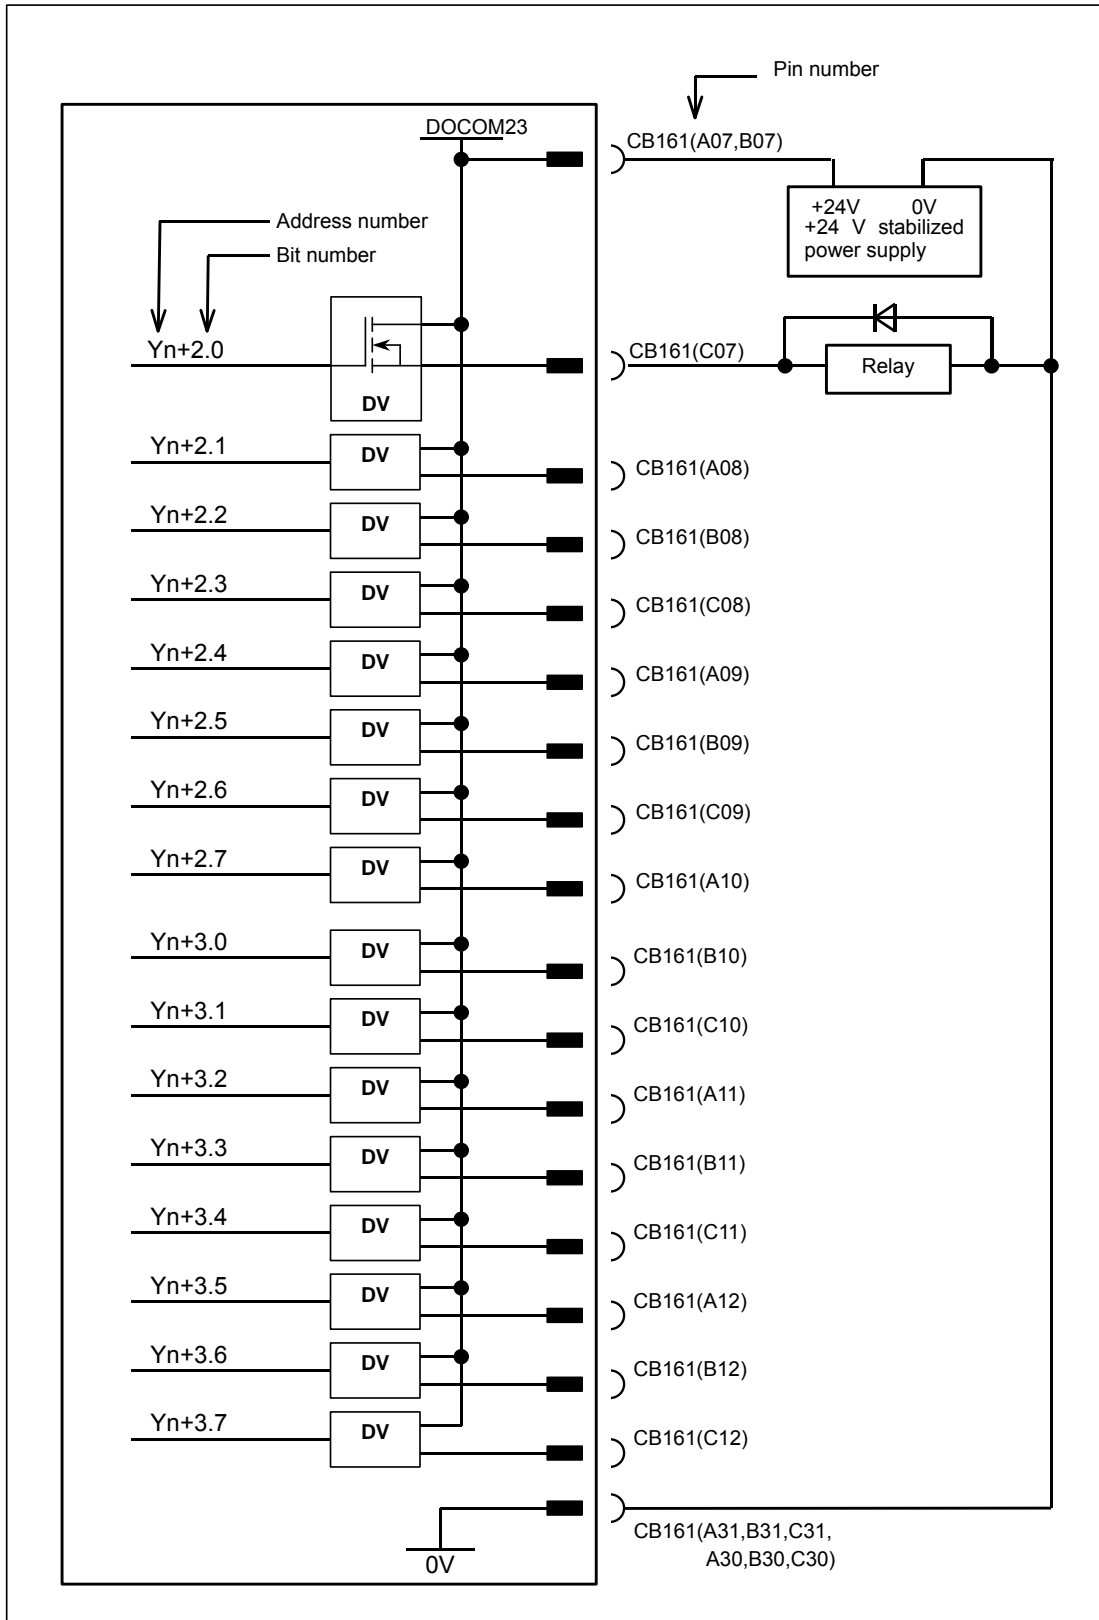 Pin number
DOCOM23
CB161(A07,B07)
+24V 0V
+24 V stabilized
power supply
Address number
Bit number
Yn+2.0
DV
CB161(C07)
Relay
Yn+2.1
DV
CB161(A08)
Yn+2.2
DV
CB161(B08)
Yn+2.3
DV
CB161(C08)
Yn+2.4
DV
CB161(A09)
Yn+2.5
DV
CB161(B09)
Yn+2.6
DV
CB161(C09)
Yn+2.7
DV
CB161(A10)
Yn+3.0
DV
CB161(B10)
Yn+3.1
DV
CB161(C10)
Yn+3.2
DV
CB161(A11)
Yn+3.3
DV
CB161(B11)
Yn+3.4
DV
CB161(C11)
Yn+3.5
DV
CB161(A12)
Yn+3.6
DV
CB161(B12)
Yn+3.7
DV
CB161(C12)
CB161(A31,B31,C31,
A30,B30,C30)
0V